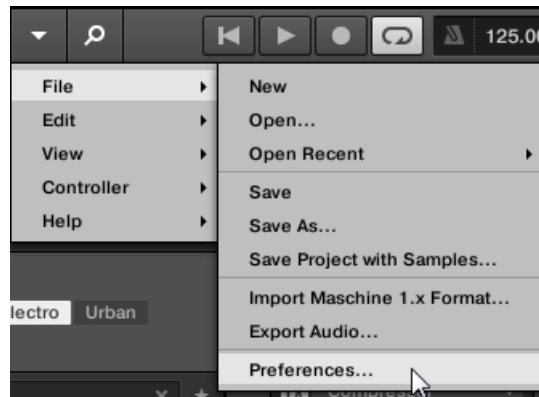 125.00
File
Edit
View
Controller
Help
New
Open...
Open Recent
Save
Save As...
Save Project with Samples...
Import Maschine 1.x Format...
Export Audio...
Preferences...
lectro Urban
Compressor